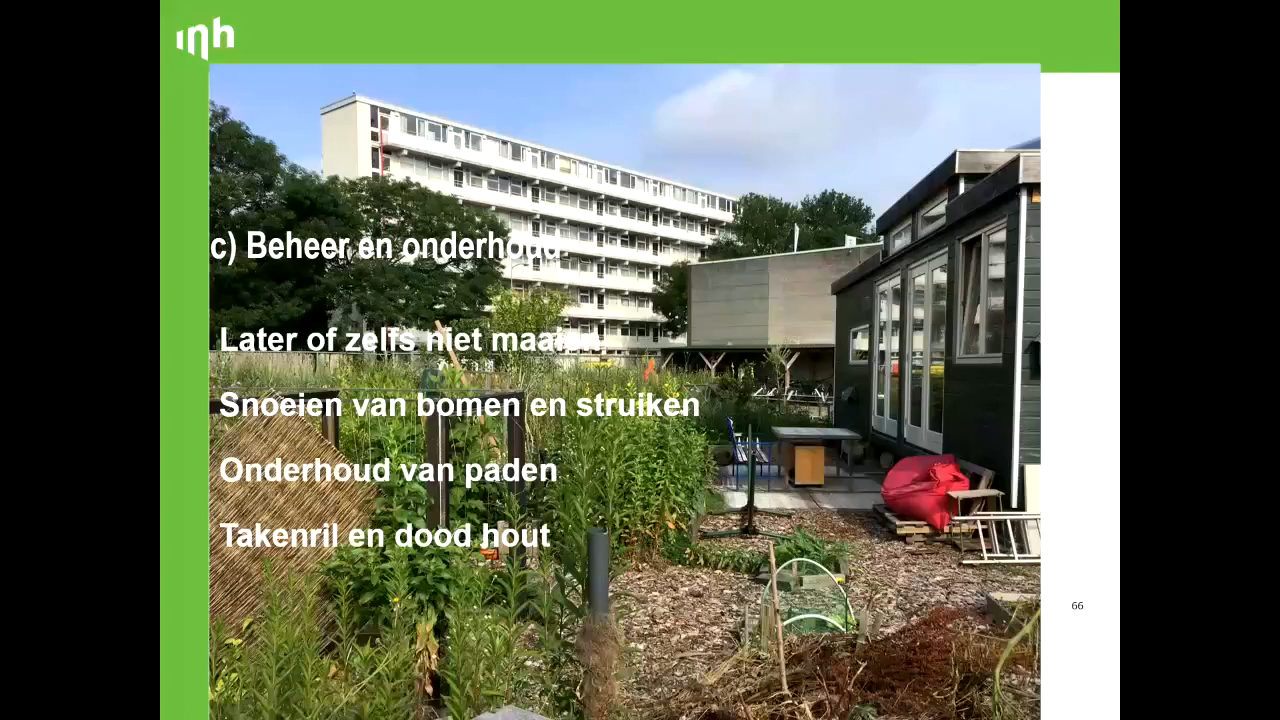 inh
c) Beheer en onderhoud
Later of zelfs niet maaien
Snoeien van bomen en struiken
Onderhoud van paden
Takenril en dood hout
66